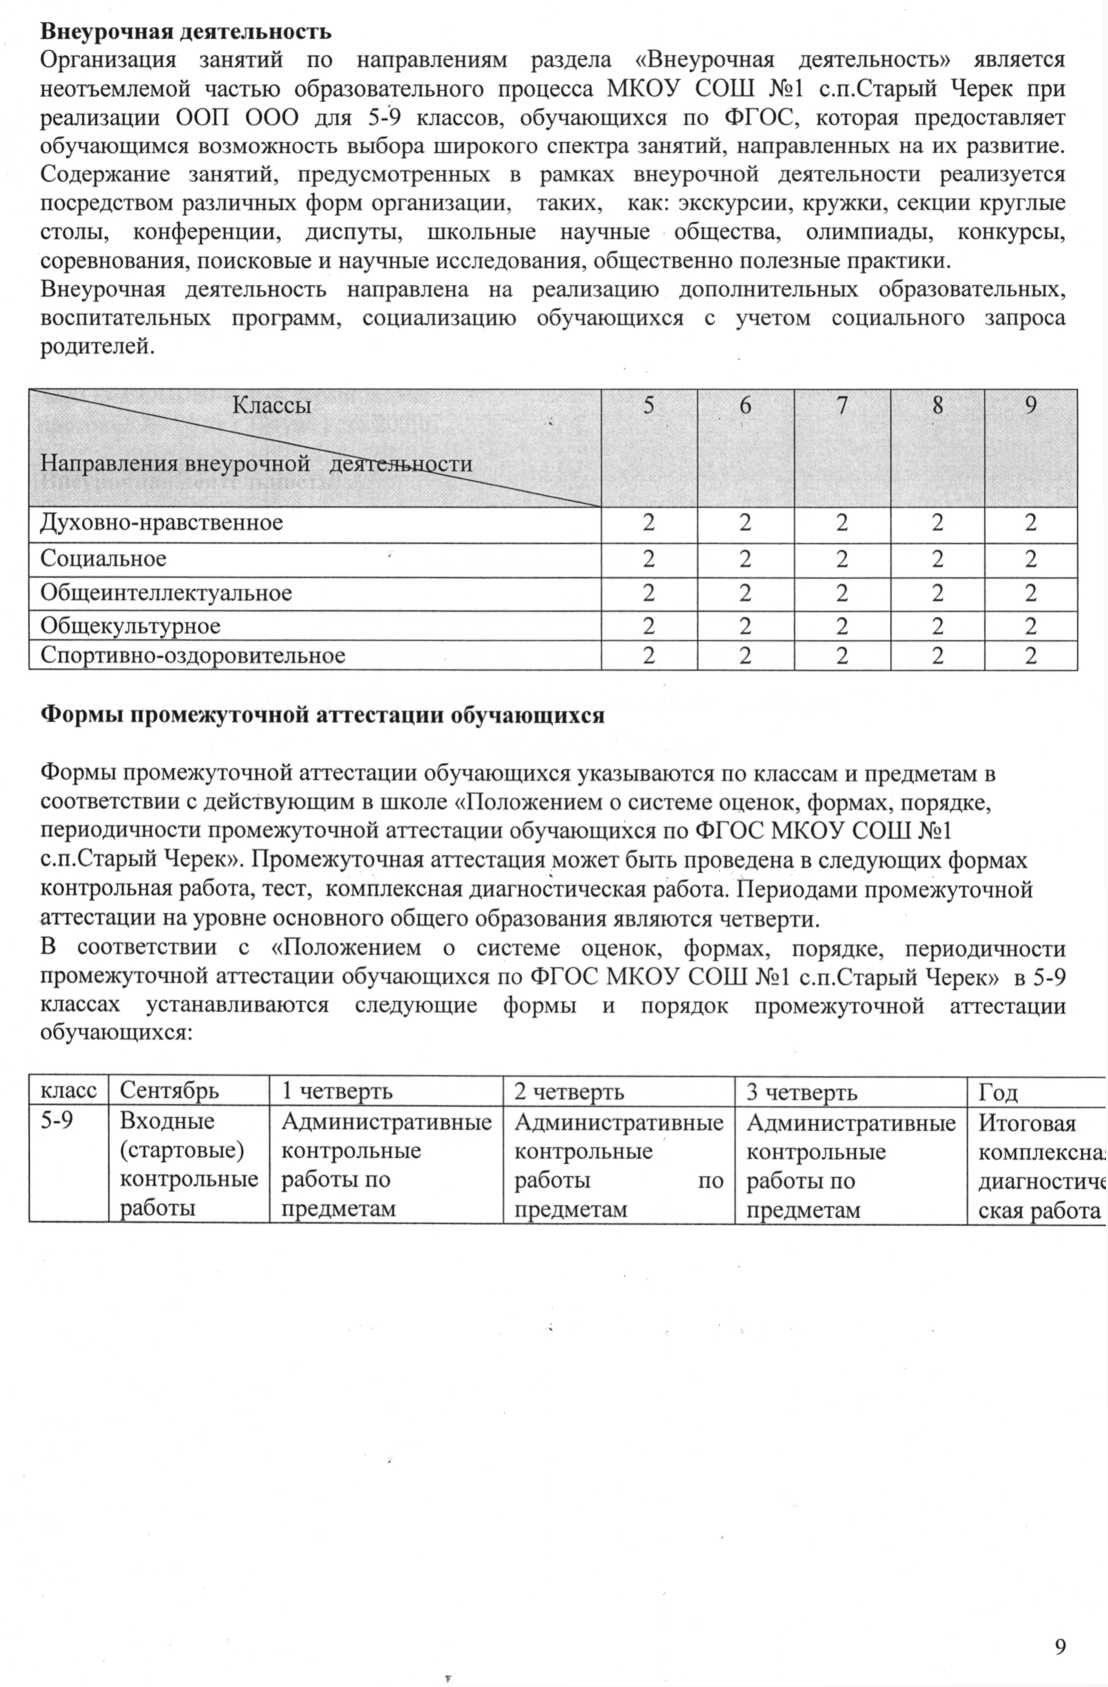 Внеурочная деятельность
Организация занятий по направлениям раздела «Внеурочная деятельность» является
неотъемлемой частью образовательного процесса МКОУ СОШ №1 с.п.Старый Черек при
реализации ООП ООО для 5-9 классов, обучающихся по ФГОС, которая предоставляет
обучающимся возможность выбора широкого спектра занятий, направленных на их развитие.
Содержание занятий, предусмотренных в рамках внеурочной деятельности реализуется
посредством различных форм организации, таких, как: экскурсии, кружки, секции круглые
столы, конференции, диспуты, школьные научные общества, олимпиады, конкурсы,
соревнования, поисковые и научные исследования, общественно полезные практики.
Внеурочная деятельность направлена на реализацию дополнительных образовательных,
воспитательных программ, социализацию обучающихся с учетом социального запроса
родителей.
Классы 5 6 7 8 9
Направления внеурочной деятельности
Духовно-нравственное 2 2 2 2 2
Социальное 2 2 2 2 2
Общеинтеллектуальное 2 2 2 2 2
Общекультурное 2 2 2 2 2
Спортивно-оздоровительное 2 2 2 2 2
Формы промежуточной аттестации обучающихся
Формы промежуточной аттестации обучающихся указываются по классам и предметам в
соответствии с действующим в школе «Положением о системе оценок, формах, порядке,
периодичности промежуточной аттестации обучающихся по ФГОС МКОУ СОШ №1
с.п.Старый Черек». Промежуточная аттестация может быть проведена в следующих формах
контрольная работа, тест, комплексная диагностическая работа. Периодами промежуточной
аттестации на уровне основного общего образования являются четверти.
В соответствии с «Положением о системе оценок, формах, порядке, периодичности
промежуточной аттестации обучающихся по ФГОС МКОУ СОШ №1 с.п.Старый Черек» в 5-9
классах устанавливаются следующие формы и порядок промежуточной аттестации
обучающихся:
класс Сентябрь 1 четверть 2 четверть 3 четверть Год
5-9 Входные Административные Административные Административные Итоговая
(стартовые) контрольные контрольные контрольные комплексна
контрольные работы по работы по работы по диагностиче
работы предметам предметам предметам ская работа
9